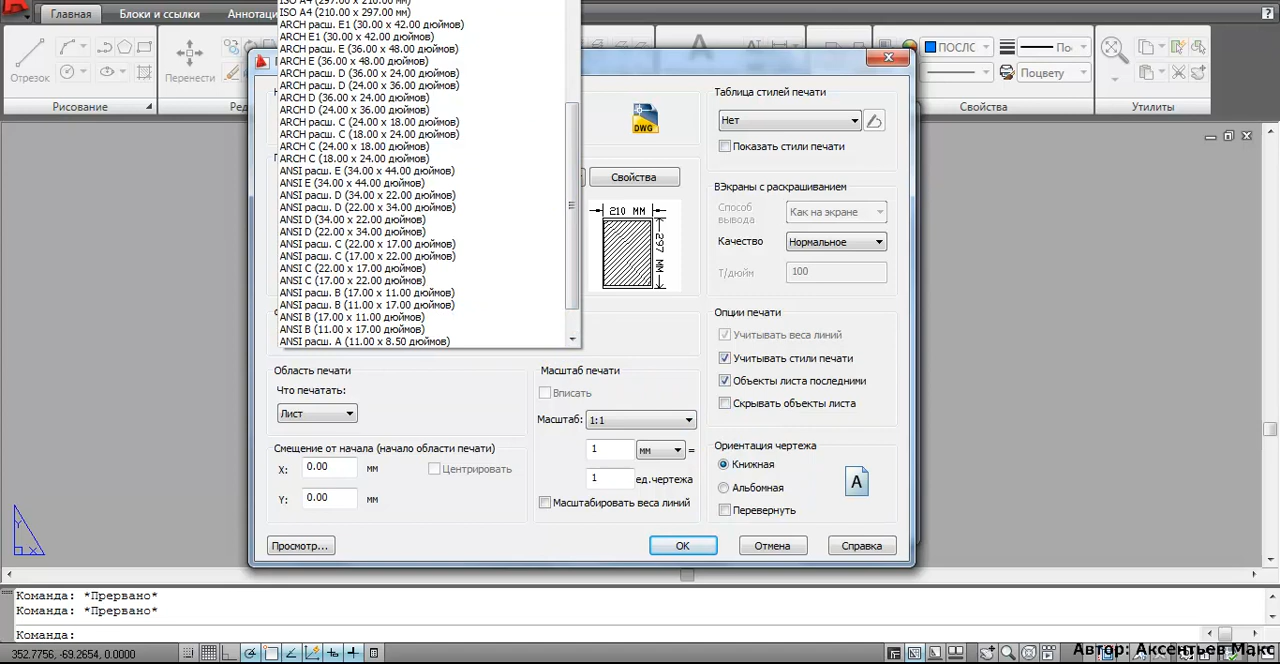 Главная
Блоки и ссылки
Аннотаци
Отрезок
Перенести
Рисование
Ред
ПОСЛС
По:
Поцвету
Свойства
Утилиты
ISO A4 (297.00 x 210.00 мм)
ISO A4 (210.00 x 297.00 мм)
ARCH расш. E1 (30.00 x 42.00 дюймов)
ARCH E1 (30.00 x 42.00 дюймов)
ARCH расш. E (36.00 x 48.00 дюймов)
ARCH E (36.00 x 48.00 дюймов)
ARCH расш. D (36.00 x 24.00 дюймов)
ARCH расш. D (24.00 x 36.00 дюймов)
ARCH D (36.00 x 24.00 дюймов)
ARCH D (24.00 x 36.00 дюймов)
ARCH расш. C (24.00 x 18.00 дюймов)
ARCH расш. C (18.00 x 24.00 дюймов)
ARCH C (24.00 x 18.00 дюймов)
ARCH C (18.00 x 24.00 дюймов)
ANSI расш. E (34.00 x 44.00 дюймов)
ANSI E (34.00 x 44.00 дюймов)
ANSI расш. D (34.00 x 22.00 дюймов)
ANSI расш. D (22.00 x 34.00 дюймов)
ANSI D (34.00 x 22.00 дюймов)
ANSI D (22.00 x 34.00 дюймов)
ANSI расш. C (22.00 x 17.00 дюймов)
ANSI расш. C (17.00 x 22.00 дюймов)
ANSI C (22.00 x 17.00 дюймов)
ANSI C (17.00 x 22.00 дюймов)
ANSI расш. B (17.00 x 11.00 дюймов)
ANSI расш. B (11.00 x 17.00 дюймов)
ANSI B (17.00 x 11.00 дюймов)
ANSI B (11.00 x 17.00 дюймов)
ANSI расш. A (11.00 x 8.50 дюймов)
DWG
Свойства
210 MM
297 MM
Таблица стилей печати
Нет
Показать стили печати
ВЭкраны с раскрашиванием
Способ вывода
Как на экране
Качество
Нормальное
Т/дюйм
100
Опции печати
Учитывать веса линий
Учитывать стили печати
Объекты листа последними
Скрывать объекты листа
Область печати
Что печатать:
Лист
Масштаб печати
Вписать
Масштаб: 1:1
1 мм =
1 ед.чертежа
Масштабировать веса линий
Смещение от начала (начало области печати)
X: 0.00 мм
Центрировать
Y: 0.00 мм
Ориентация чертежа
Книжная
Альбомная
Перевернуть
A
Просмотр...
OK
Отмена
Справка
Y
X
Команда: *Прервано*
Команда: *Прервано*
Команда:
352.7756, -69.2654, 0.0000
Автор: Аксентьев Макс